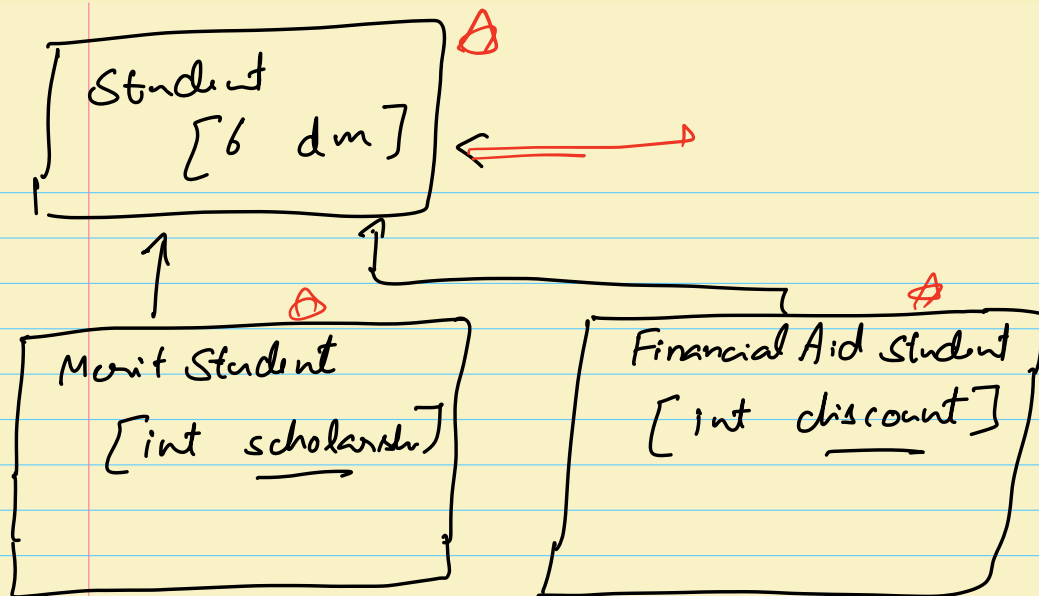 Student
[6 dm]
Merit Student
[int scholarsh]
Financial Aid Student
[int discount]